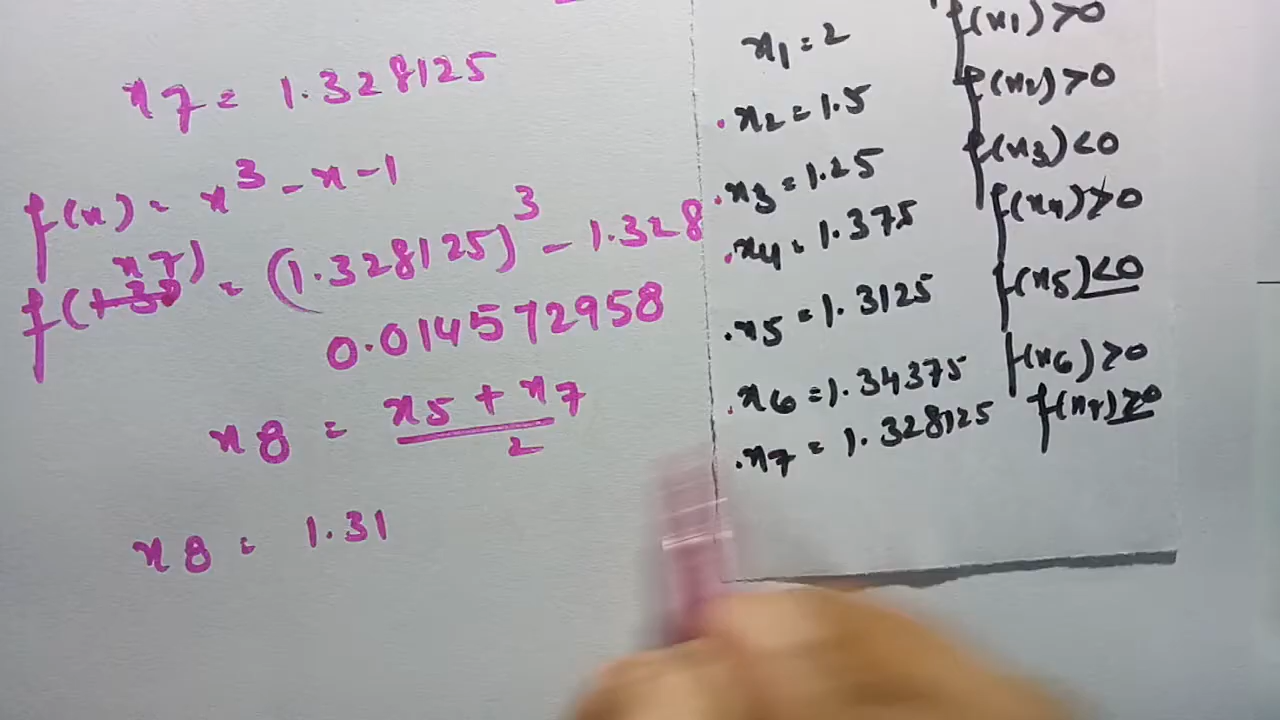 x7 = 1.328125
f(x) = x^3 - x - 1
f(x7) = (1.328125)^3 - 1.328
0.014572958
x8 = (x5 + x7)/2
x8 = 1.31
x1 = 2 f(x1) >0
x2 = 1.5 f(x2) >0
x3 = 1.25 f(x3) <0
x4 = 1.375 f(x4) >0
x5 = 1.3125 f(x5) <0
x6 = 1.34375 f(x6) >0
x7 = 1.328125 f(x7) >0